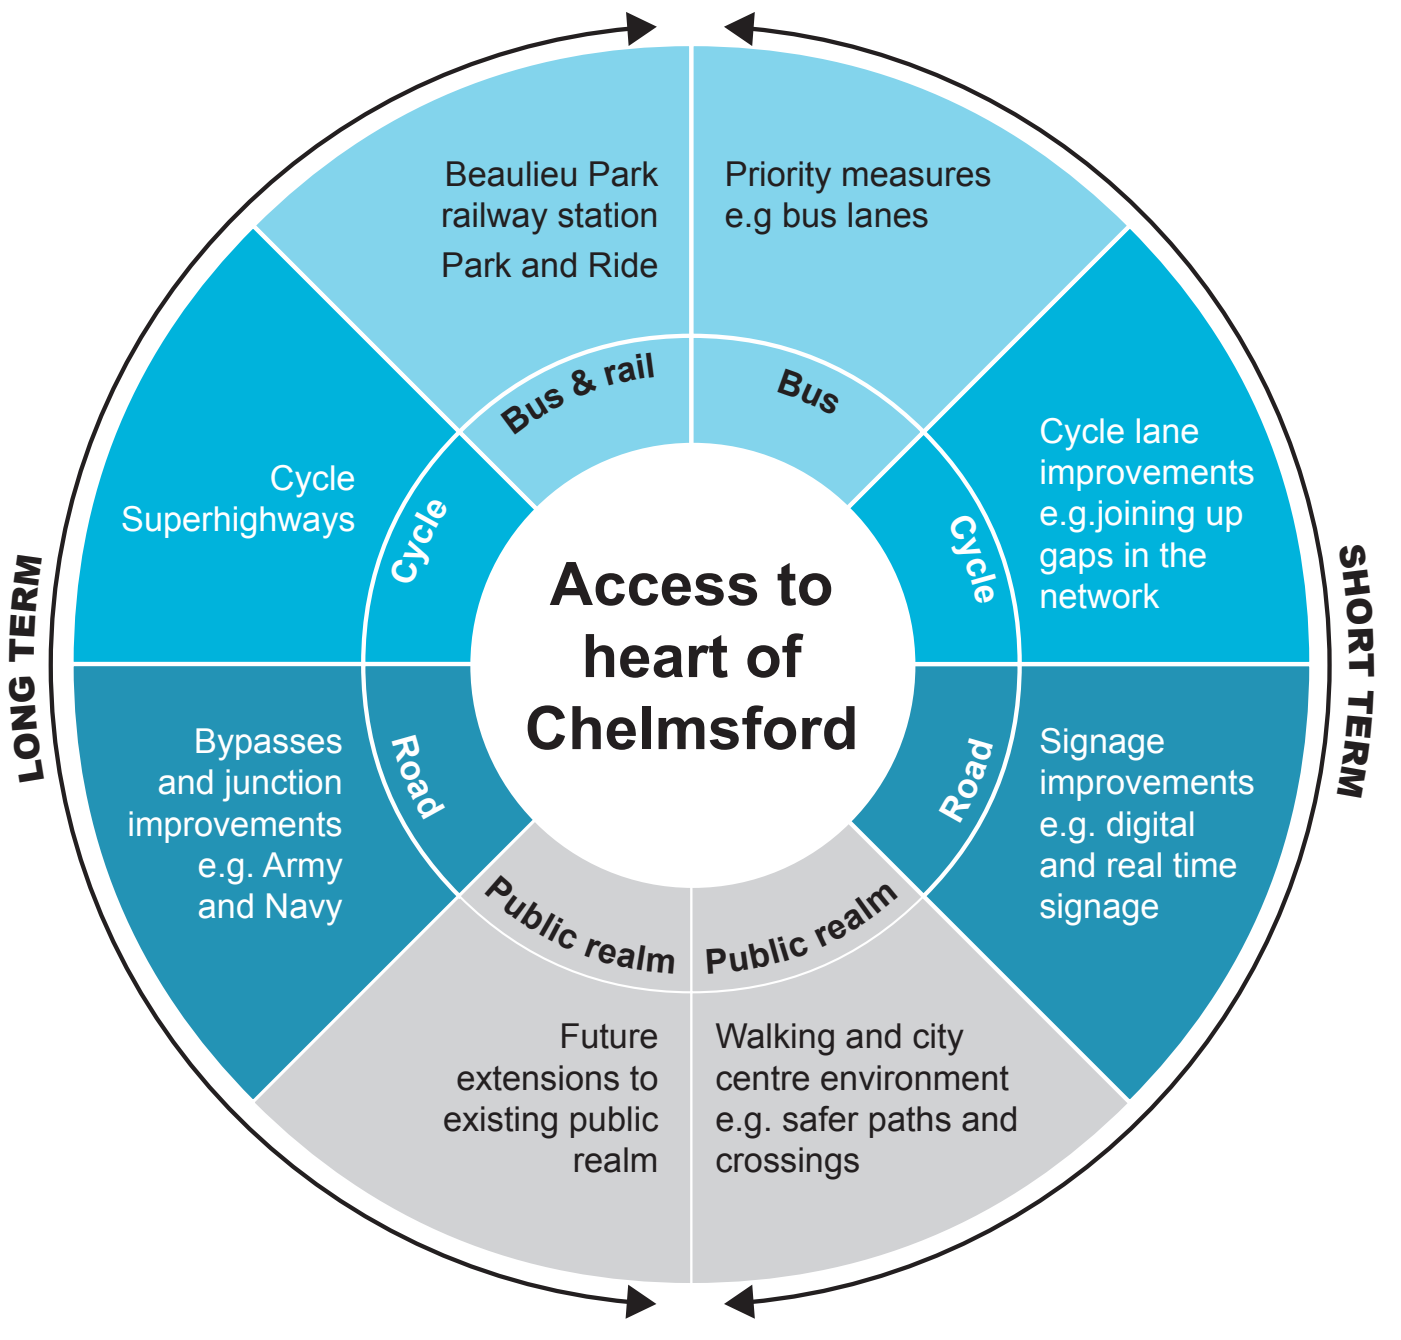 Beaulieu Park
railway station
Park and Ride
Priority measures
e.g bus lanes
Bus & rail
Bus
Cycle
Superhighways
Cycle
Cycle
Cycle lane
improvements
e.g.joining up
gaps in the
network
LONG TERM
Access to
heart of
Chelmsford
SHORT TERM
Bypasses
and junction
improvements
e.g. Army
and Navy
Road
Road
Signage
improvements
e.g. digital
and real time
signage
Public realm
Public realm
Future
extensions to
existing public
realm
Walking and city
centre environment
e.g. safer paths and
crossings